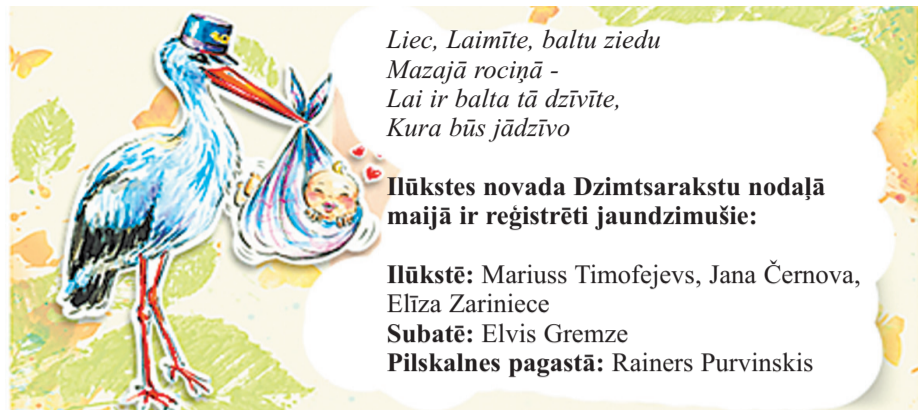 Liec, Laimīte, baltu ziedu
Mazajā rociņā -
Lai ir balta tā dzīvīte,
Kura būs jādzīvo
Ilūkstes novada Dzimtsarakstu nodaļā
maijā ir reģistrēti jaundzimušie:
Ilūkstē: Mariuss Timofejevs, Jana Černova,
Elīza Zariniece
Subatē: Elvis Gremze
Pilskalnes pagastā: Rainers Purvinskis